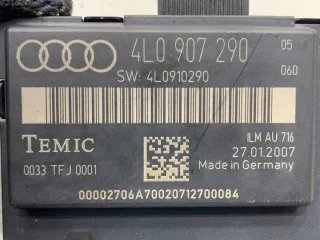 4L0 907 290 05
SW: 4L0910290 060
TEMIC ILM AU 716
27.01.2007
0033 TFJ 0001 Made in Germany
00002706A70020712700084